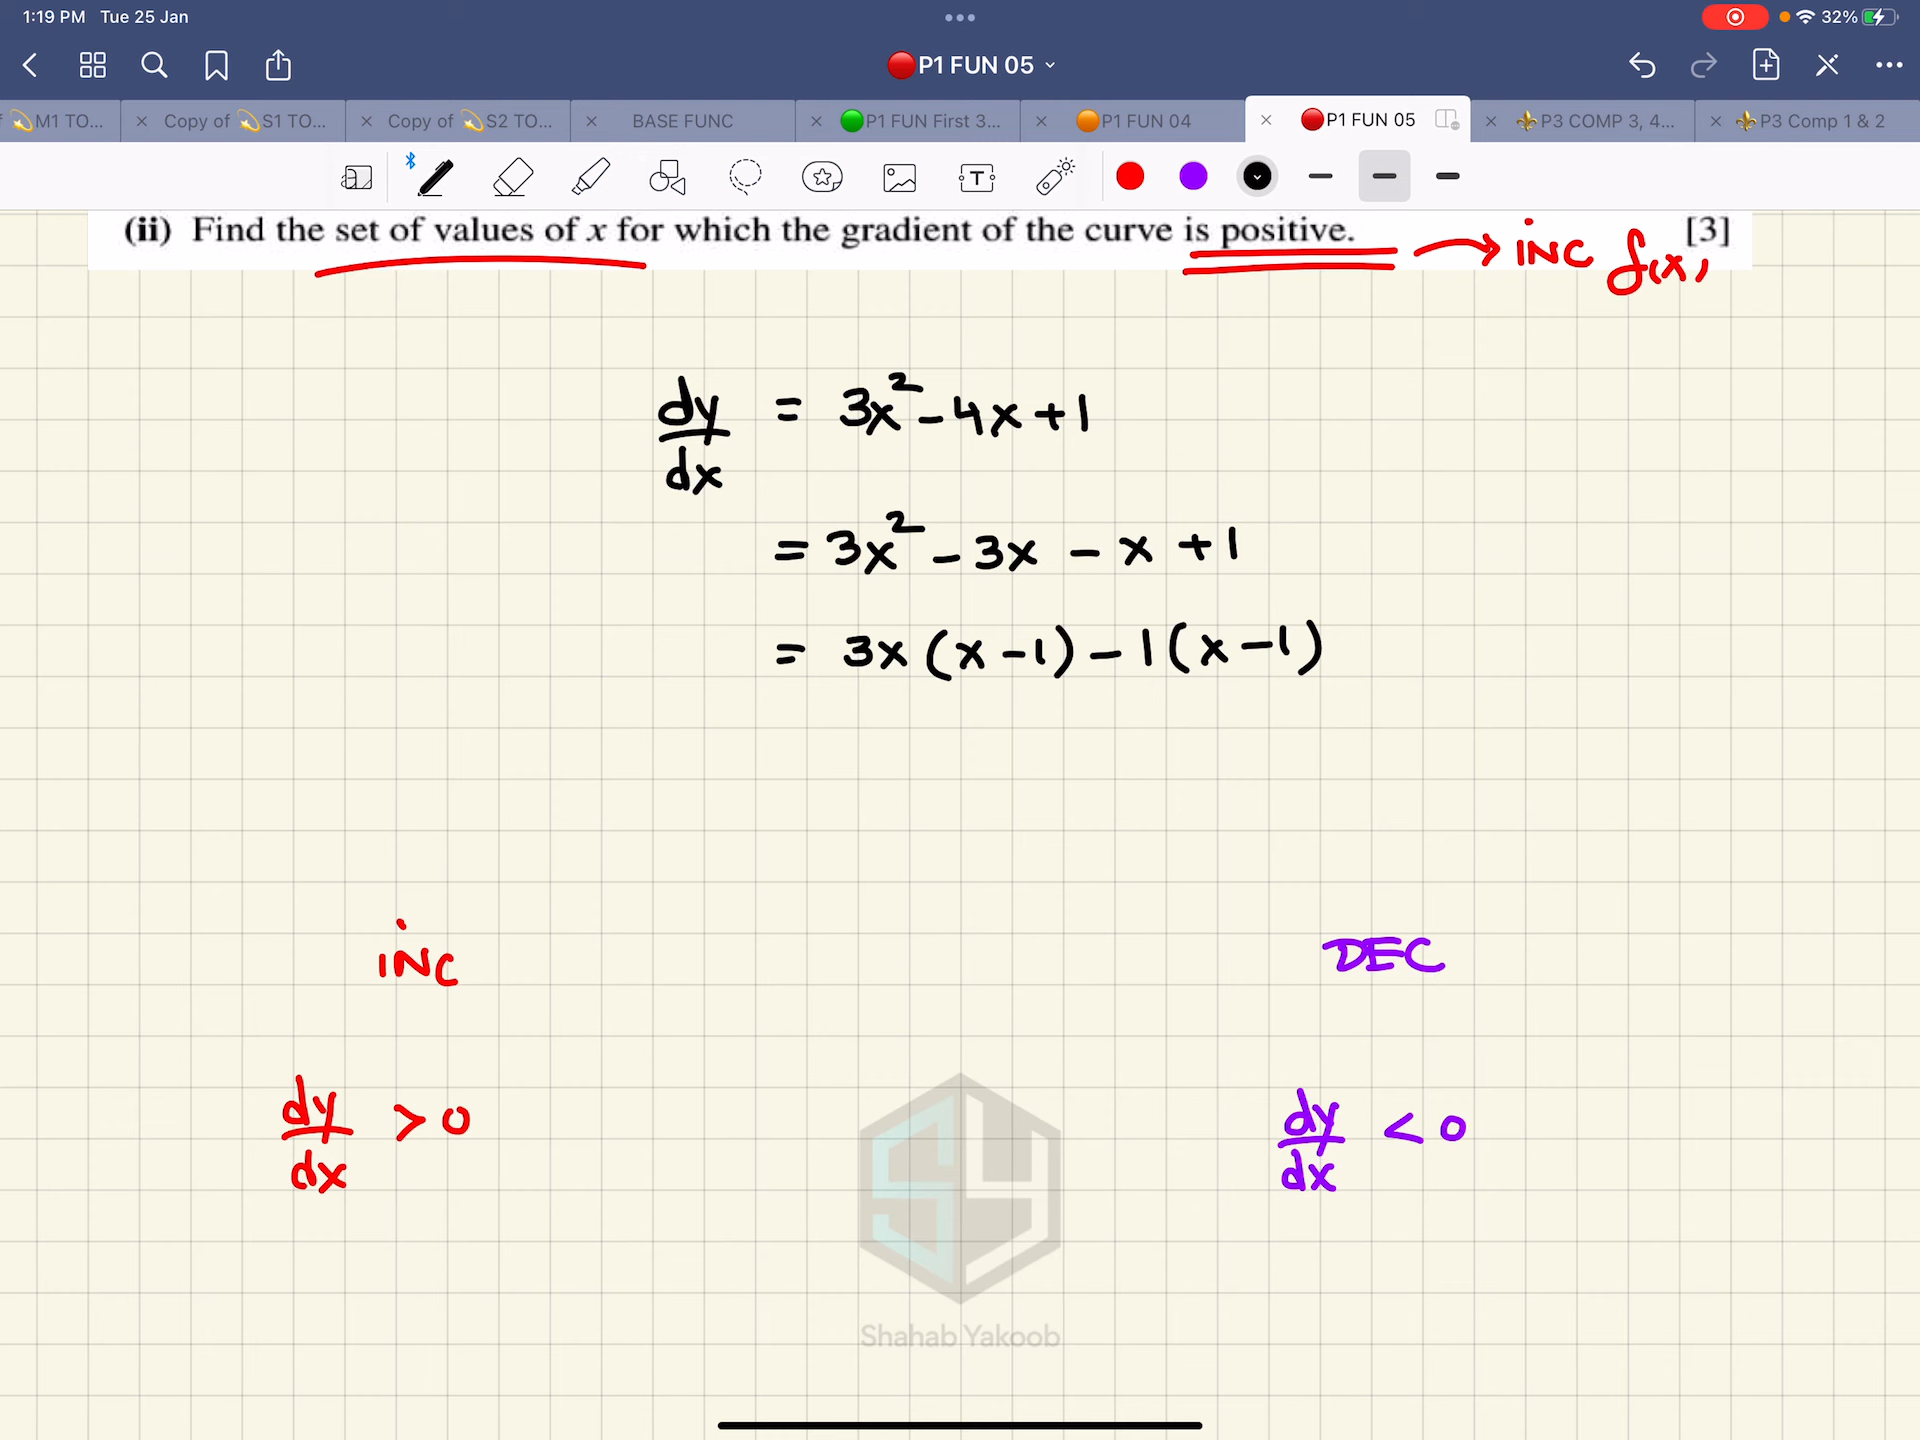 1:19 PM Tue 25 Jan
32%
P1 FUN 05
M1 TO...
Copy of S1 TO...
Copy of S2 TO...
BASE FUNC
P1 FUN First 3...
P1 FUN 04
P1 FUN 05
P3 COMP 3, 4...
P3 Comp 1 & 2
(ii) Find the set of values of x for which the gradient of the curve is positive. [3]
→ INC f(x)
dy/dx = 3x² - 4x + 1
= 3x² - 3x - x + 1
= 3x (x - 1) - 1 (x - 1)
INC
DEC
dy/dx > 0
dy/dx < 0
SY
Shahab Yakoob